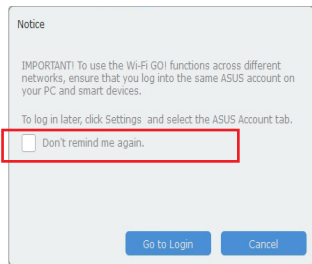 Notice
IMPORTANT! To use the Wi-Fi GO! functions across different
networks, ensure that you log into the same ASUS account on
your PC and smart devices.
To log in later, click Settings and select the ASUS Account tab.
Don't remind me again.
Go to Login
Cancel